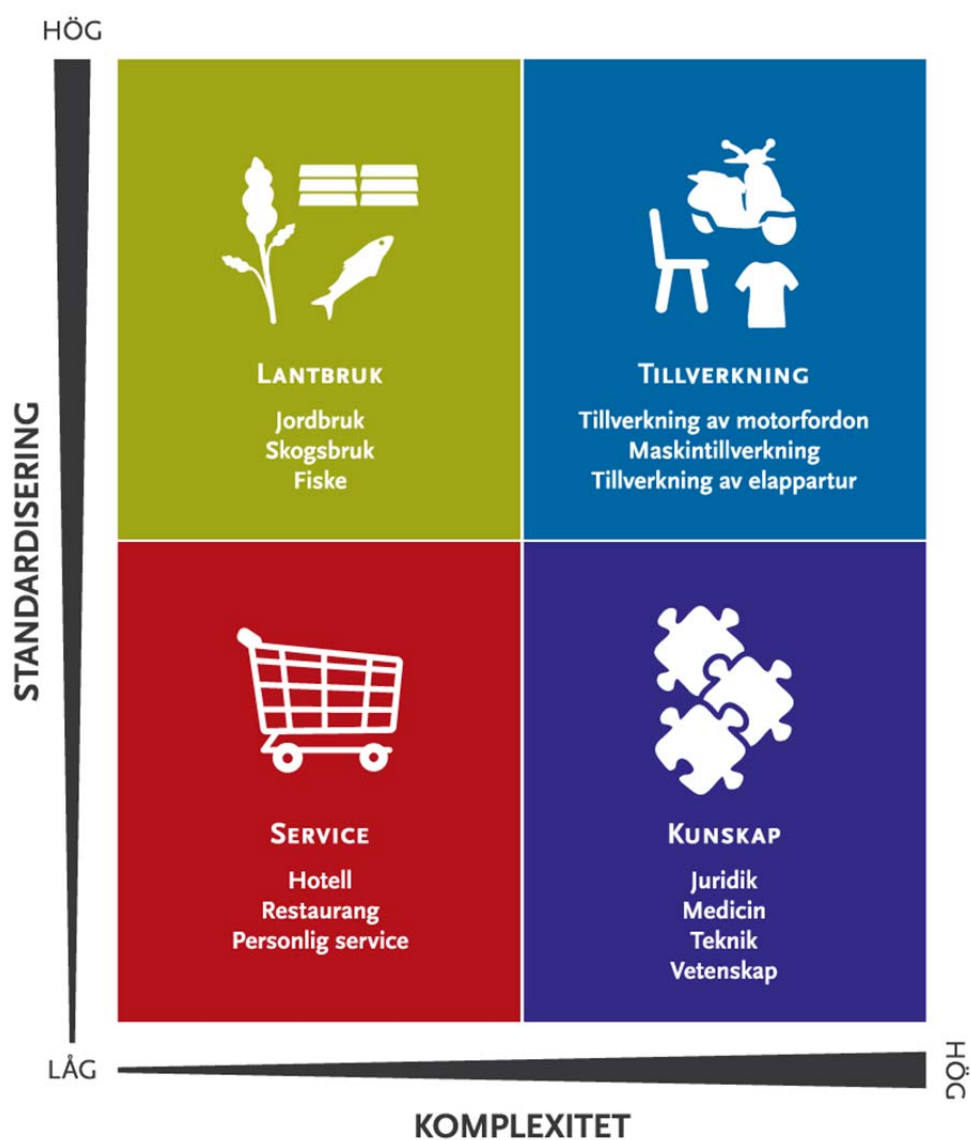 HÖG
STANDARDISERING
LANTBRUK
Jordbruk
Skogsbruk
Fiske
TILLVERKNING
Tillverkning av motorfordon
Maskintillverkning
Tillverkning av elappartur
SERVICE
Hotell
Restaurang
Personlig service
KUNSKAP
Juridik
Medicin
Teknik
Vetenskap
LÅG
HÖG
KOMPLEXITET